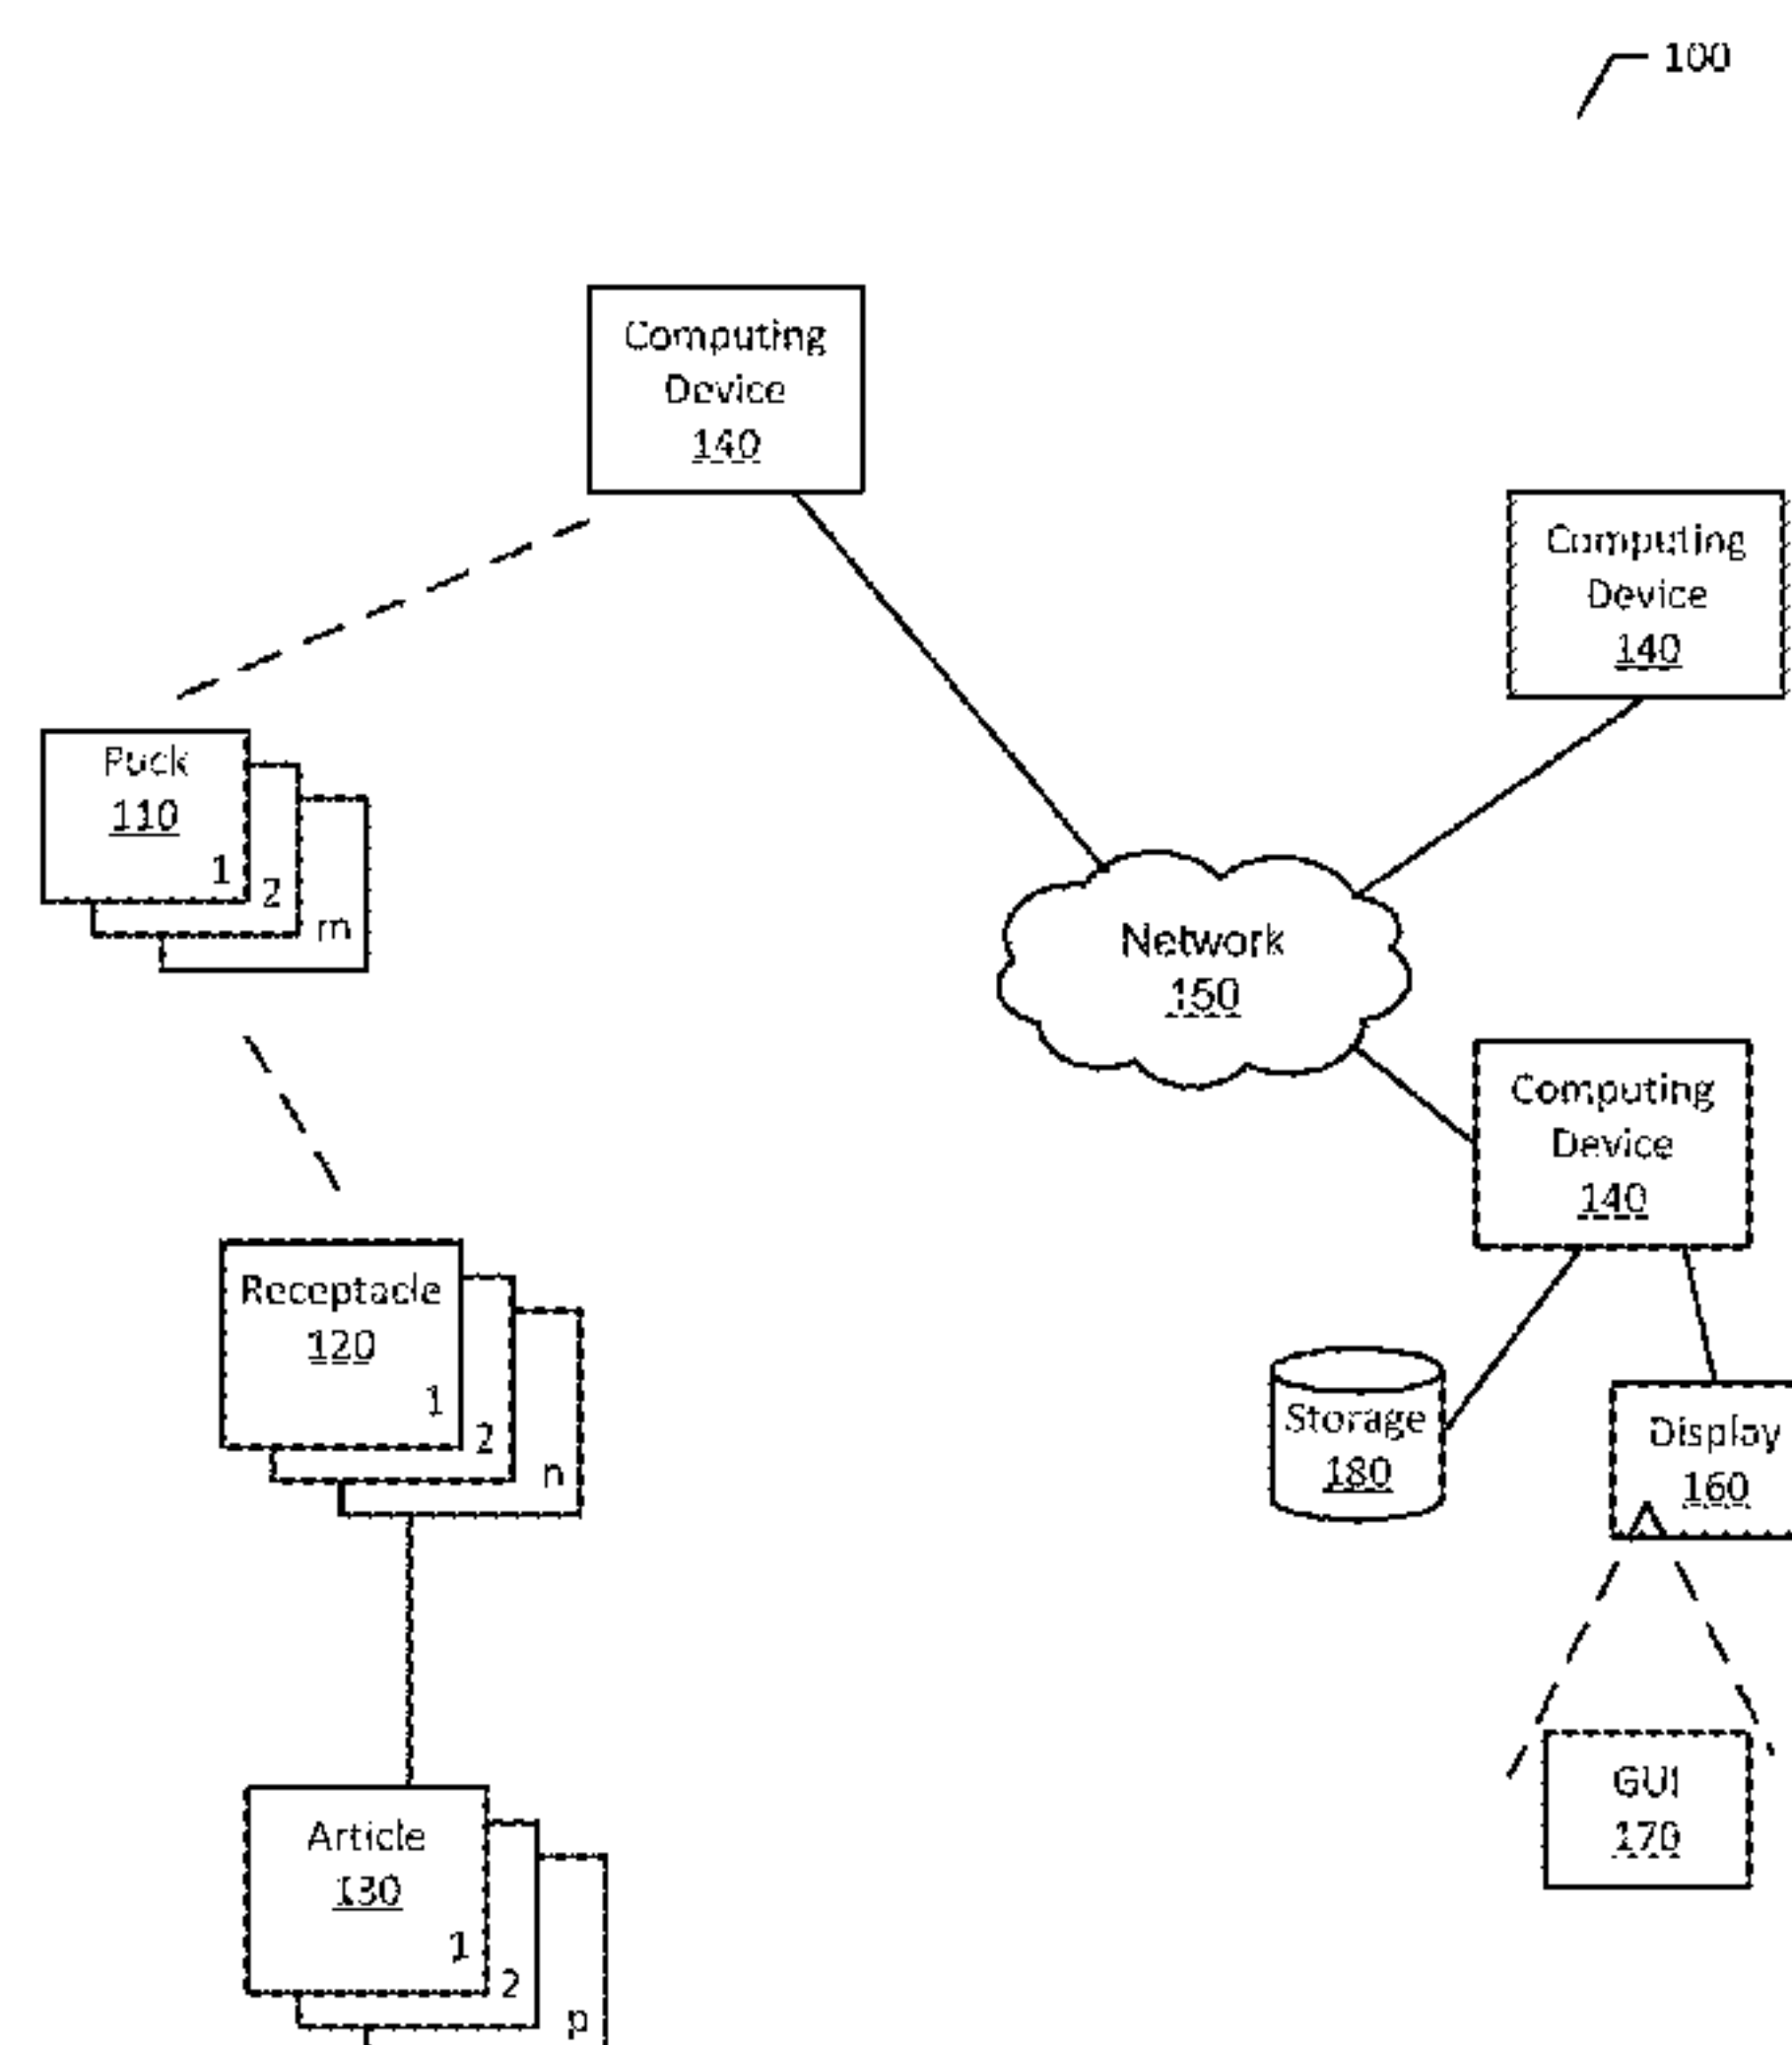 100
Computing
Device
140
Computing
Device
140
Puck
110
1
2
m
Network
150
Computing
Device
140
Receptacle
120
1
2
n
Storage
180
Display
160
GUI
170
Article
130
1
2
p